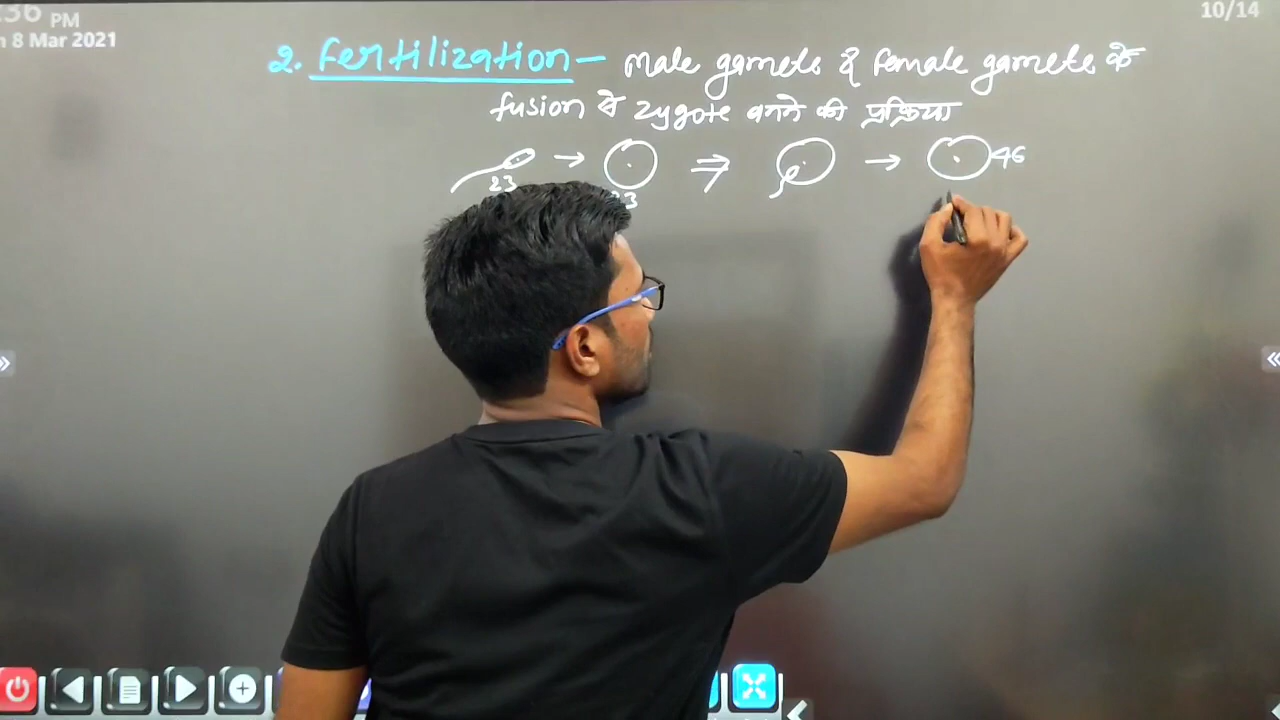 :36 PM
10/14
n 8 Mar 2021
2. Fertilization – Male gamete व female gamete के
fusion से zygote बनने की प्रक्रिया
23 23 46